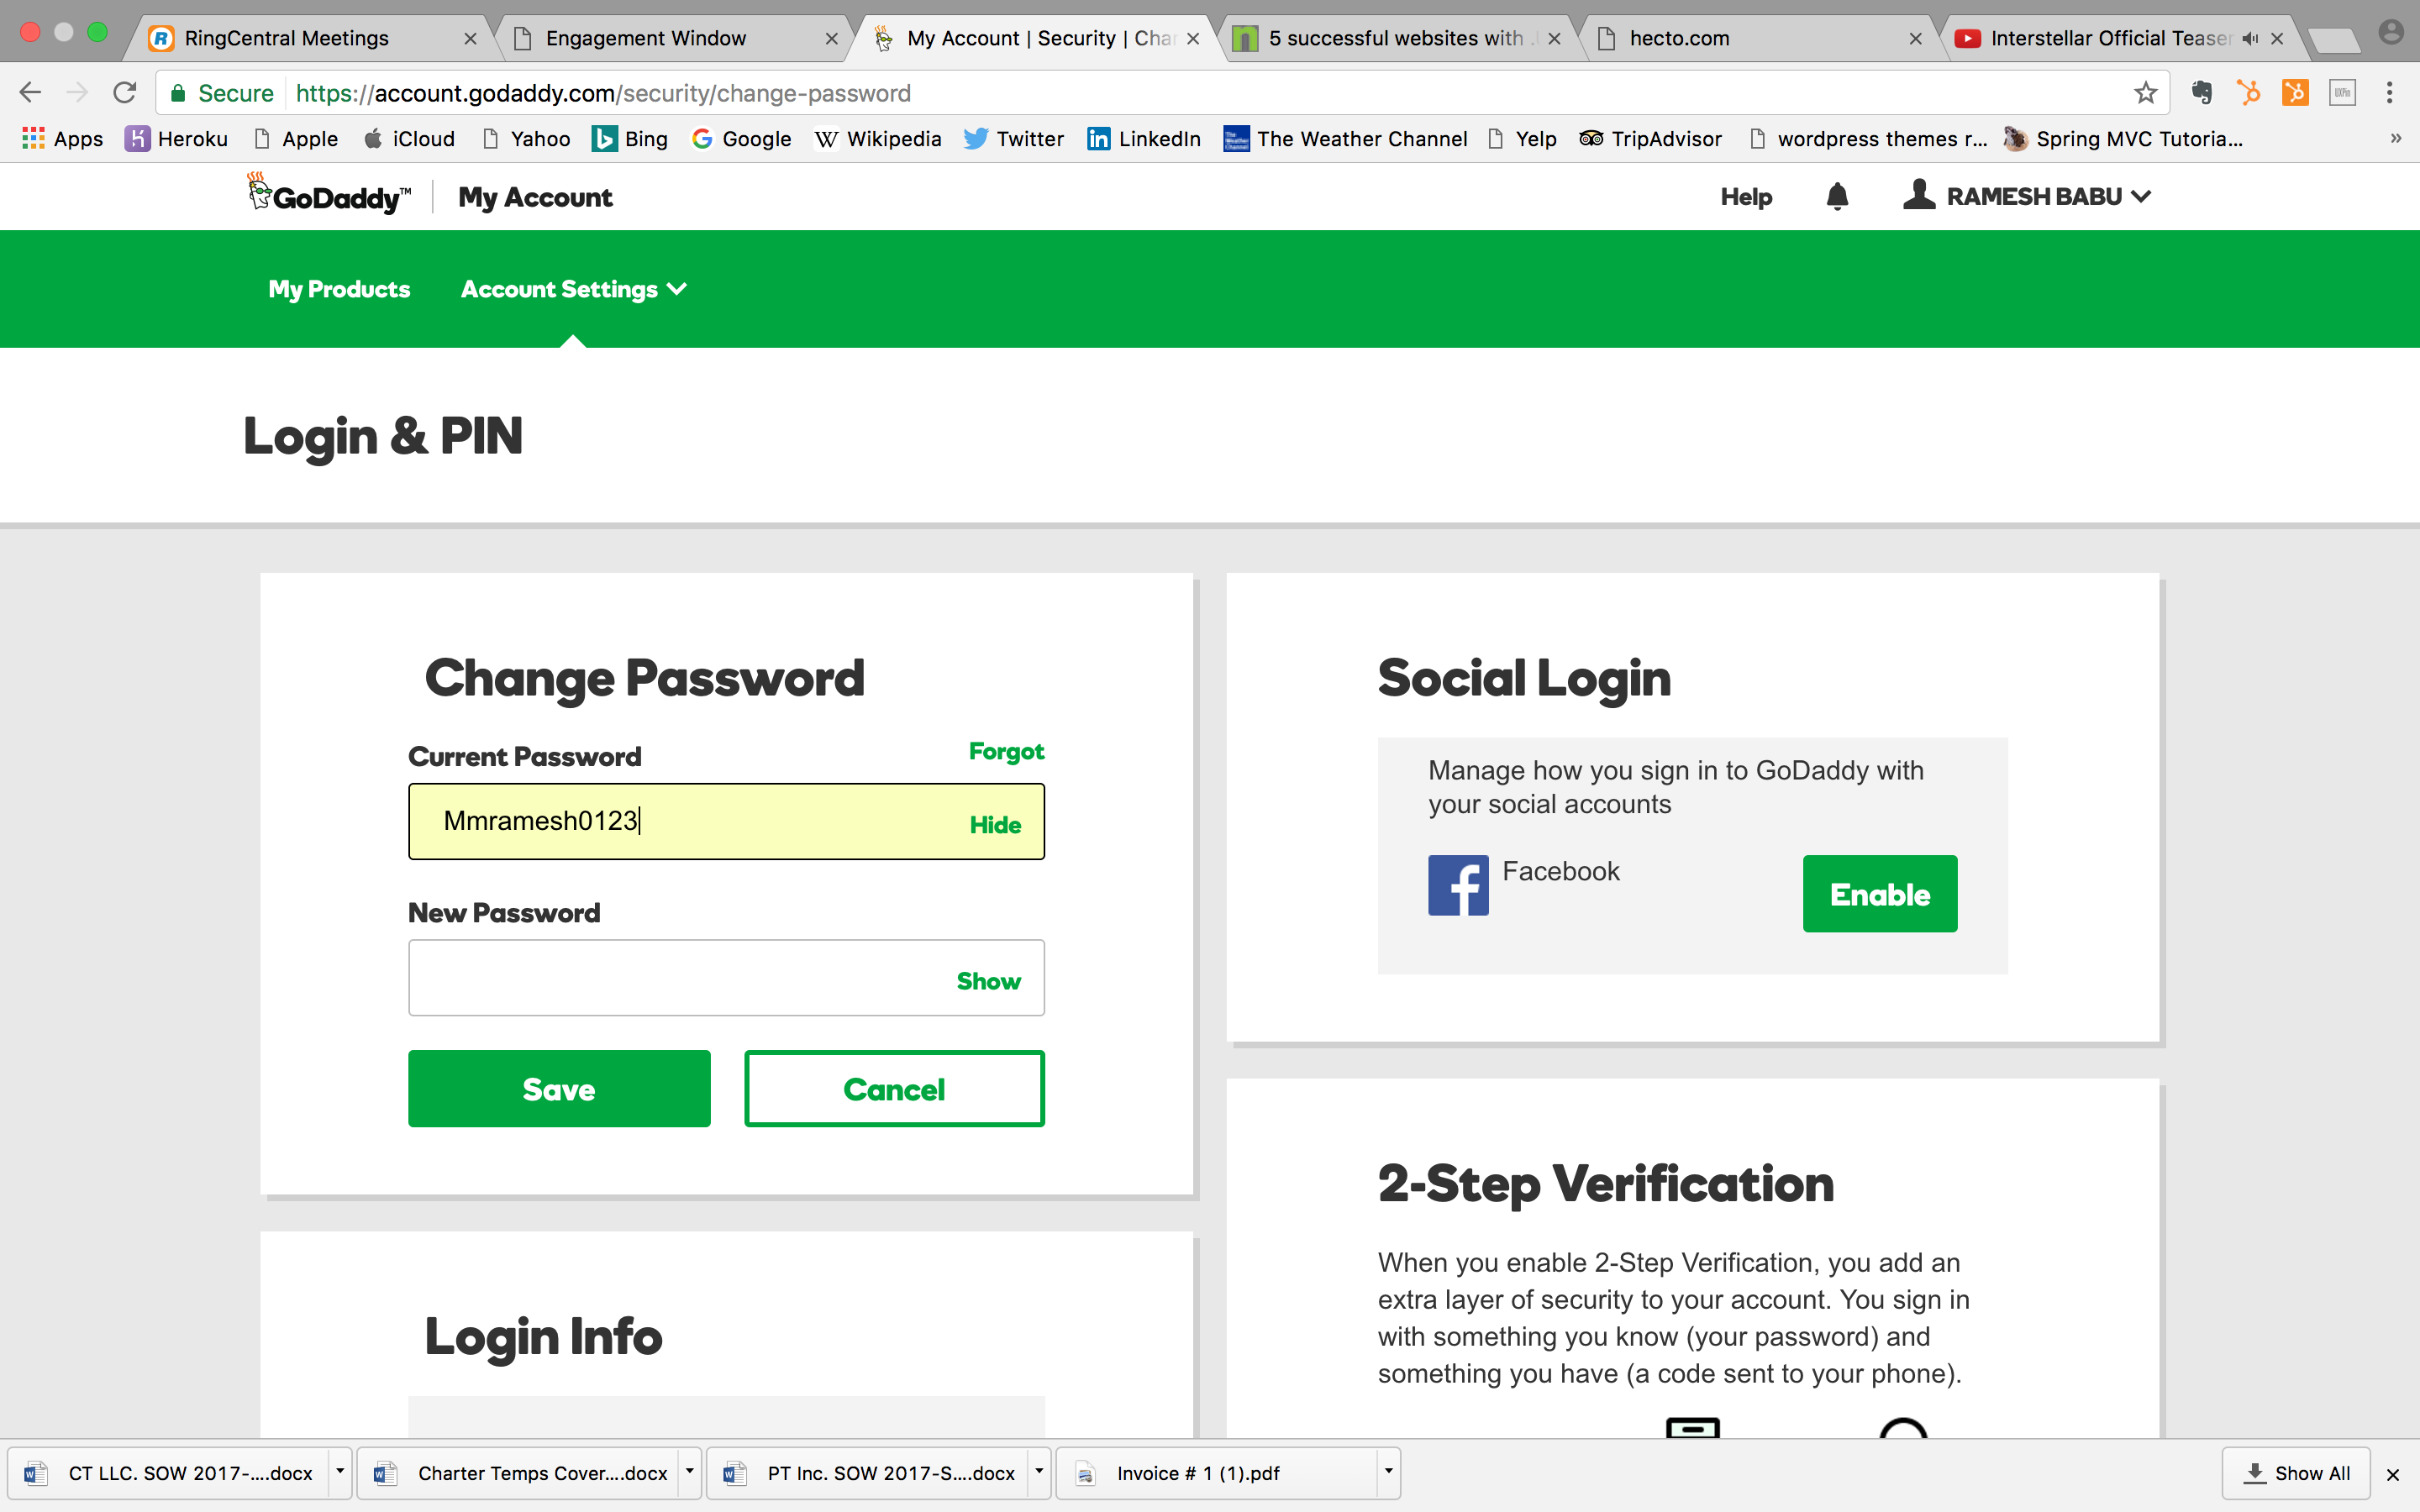 RingCentral Meetings
Engagement Window
My Account | Security | Chan
5 successful websites with .
hecto.com
Interstellar Official Teaser
Secure https://account.godaddy.com/security/change-password
Apps Heroku Apple iCloud Yahoo Bing Google Wikipedia Twitter LinkedIn The Weather Channel Yelp TripAdvisor wordpress themes r... Spring MVC Tutoria... »
GoDaddy™ My Account
Help RAMESH BABU
My Products Account Settings
Login & PIN
Change Password
Current Password Forgot
Mmramesh0123 Hide
New Password
Show
Save Cancel
Login Info
Social Login
Manage how you sign in to GoDaddy with
your social accounts
Facebook Enable
2-Step Verification
When you enable 2-Step Verification, you add an
extra layer of security to your account. You sign in
with something you know (your password) and
something you have (a code sent to your phone).
CT LLC. SOW 2017-....docx
Charter Temps Cover....docx
PT Inc. SOW 2017-S....docx
Invoice # 1 (1).pdf
Show All